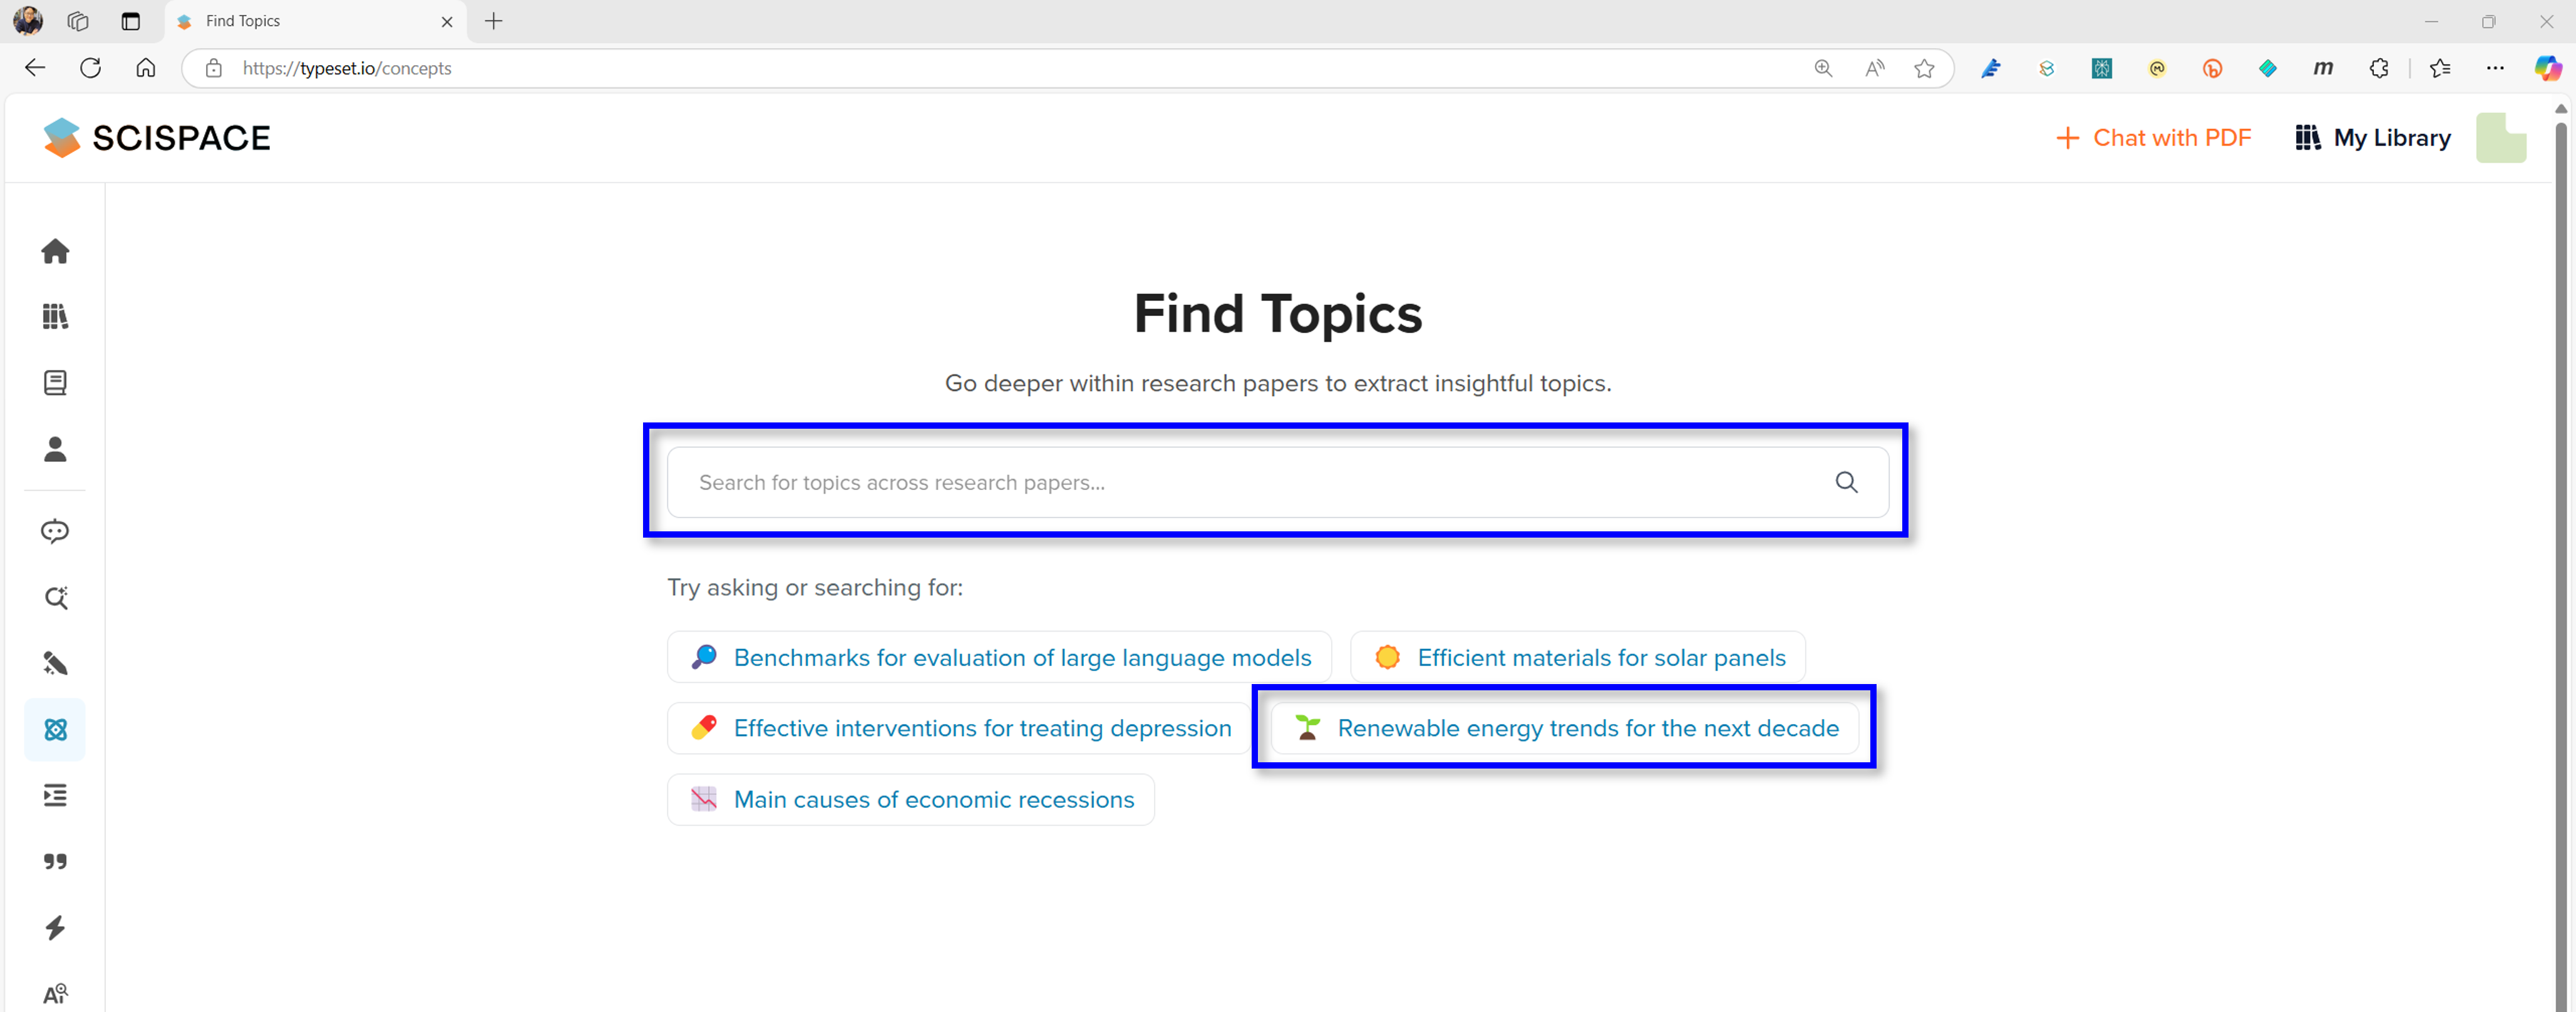 Find Topics
https://typeset.io/concepts
SCISPACE
Chat with PDF
My Library
Find Topics
Go deeper within research papers to extract insightful topics.
Search for topics across research papers...
Try asking or searching for:
Benchmarks for evaluation of large language models
Efficient materials for solar panels
Effective interventions for treating depression
Renewable energy trends for the next decade
Main causes of economic recessions